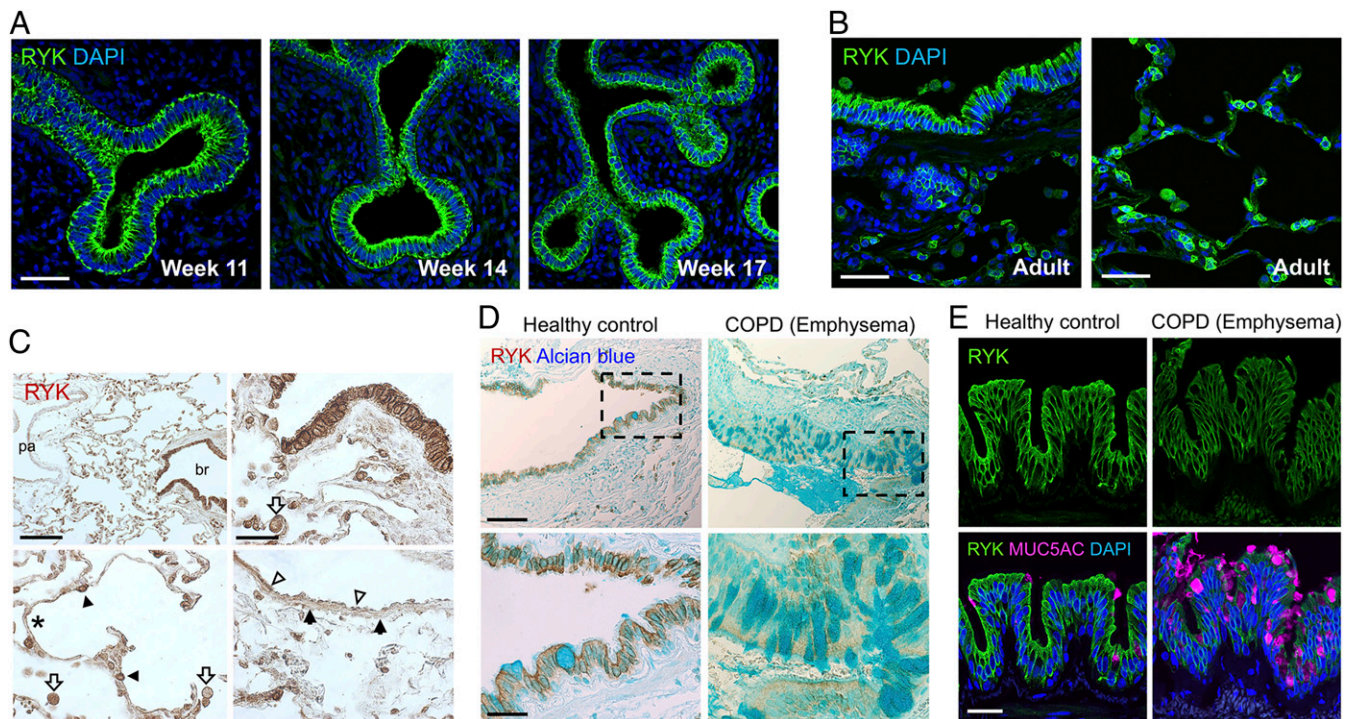 A
RYK DAPI
Week 11
Week 14
Week 17
B
RYK DAPI
Adult
Adult
C
RYK
pa
br
*
D
Healthy control
COPD (Emphysema)
RYK Alcian blue
E
Healthy control
COPD (Emphysema)
RYK
RYK MUC5AC DAPI